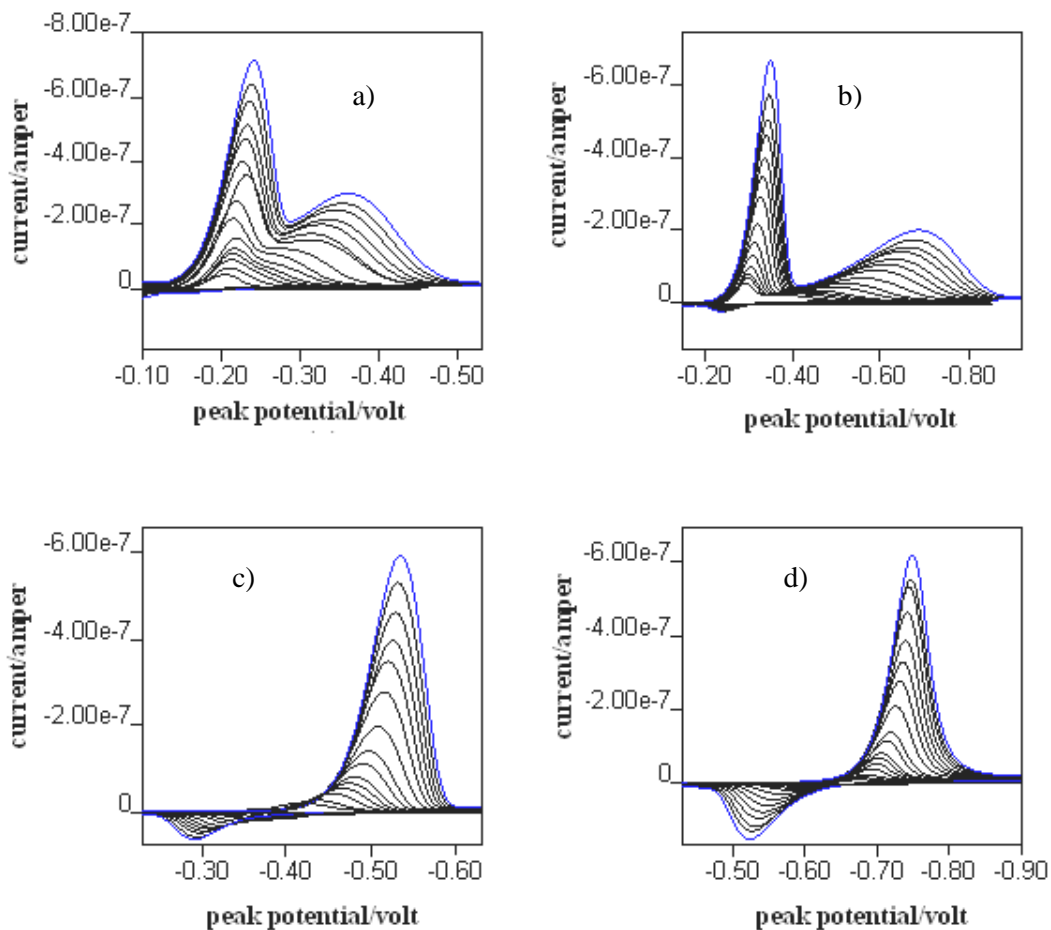 -8.00e-7
-6.00e-7
-4.00e-7
-2.00e-7
0
current/amper
a)
-0.10 -0.20 -0.30 -0.40 -0.50
peak potential/volt
-6.00e-7
-4.00e-7
-2.00e-7
0
current/amper
b)
-0.20 -0.40 -0.60 -0.80
peak potential/volt
-6.00e-7
-4.00e-7
-2.00e-7
0
current/amper
c)
-0.30 -0.40 -0.50 -0.60
peak potential/volt
-6.00e-7
-4.00e-7
-2.00e-7
0
current/amper
d)
-0.50 -0.60 -0.70 -0.80 -0.90
peak potential/volt